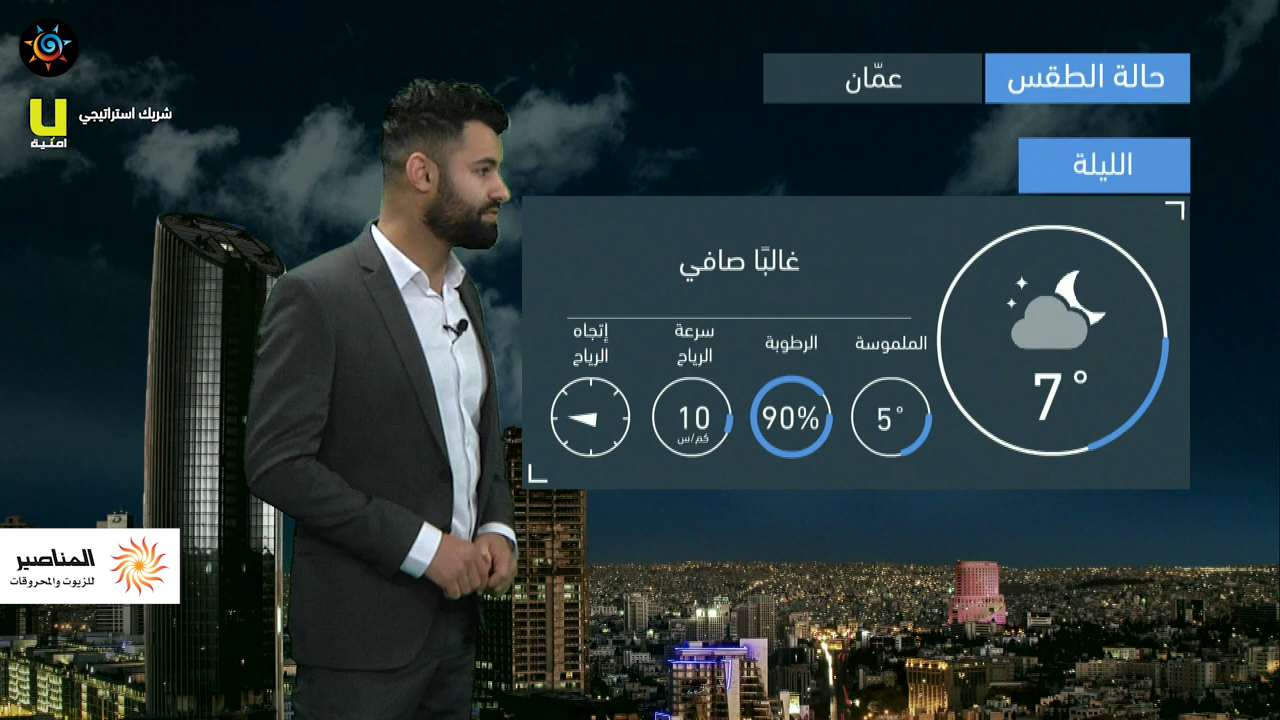 حالة الطقس
عمّان
شريك استراتيجي
امنية
الليلة
غالبًا صافي
7°
الملموسة
5°
الرطوبة
90%
سرعة
الرياح
10
كم/س
إتجاه
الرياح
المناصير
للزيوت والمحروقات